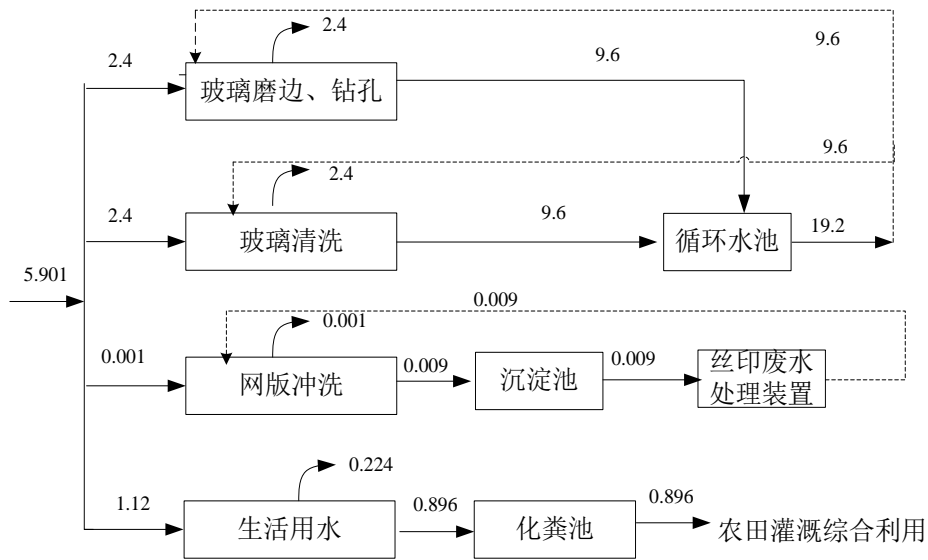 2.4
9.6
9.6
2.4
玻璃磨边、钻孔
2.4
9.6
2.4
9.6
19.2
玻璃清洗
循环水池
5.901
0.009
0.001
0.001
0.009
0.009
网版冲洗
沉淀池
丝印废水
处理装置
0.224
1.12
0.896
0.896
生活用水
化粪池
农田灌溉综合利用